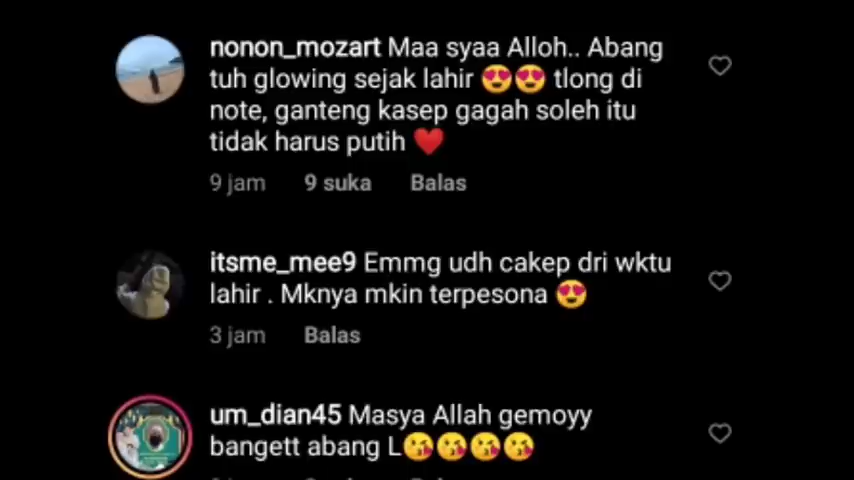 nonon_mozart Maa syaa Alloh.. Abang
tuh glowing sejak lahir 😍😍 tlong di
note, ganteng kasep gagah soleh itu
tidak harus putih ❤️
9 jam 9 suka Balas
itsme_mee9 Emmg udh cakep dri wktu
lahir . Mknya mkin terpesona 😍
3 jam Balas
um_dian45 Masya Allah gemoyy
bangett abang L😘😘😘😘